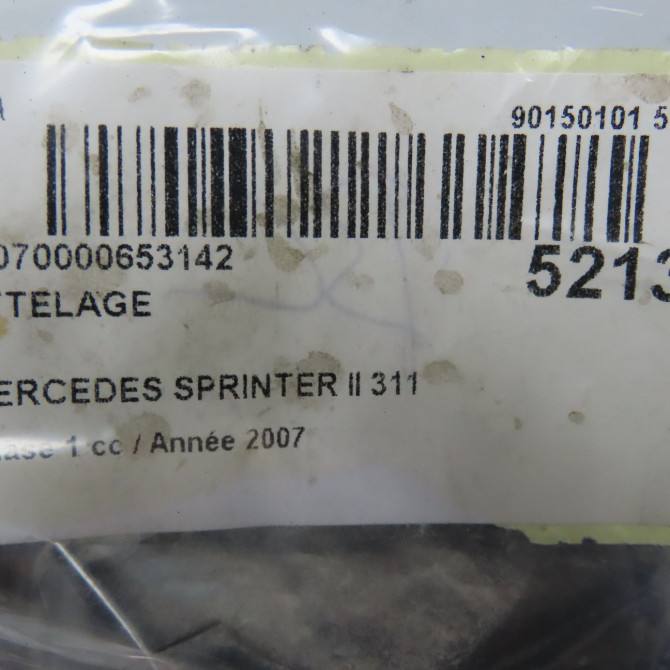 90150101 5
070000653142
5213
TTELAGE
ERCEDES SPRINTER II 311
ase 1 cc / Année 2007